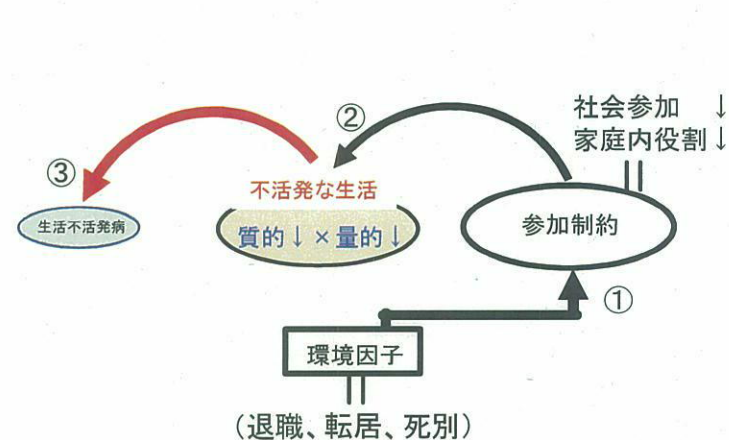 社会参加 ↓
家庭内役割↓
②
③
不活発な生活
生活不活発病
質的↓×量的↓
参加制約
①
環境因子
(退職、転居、死別)